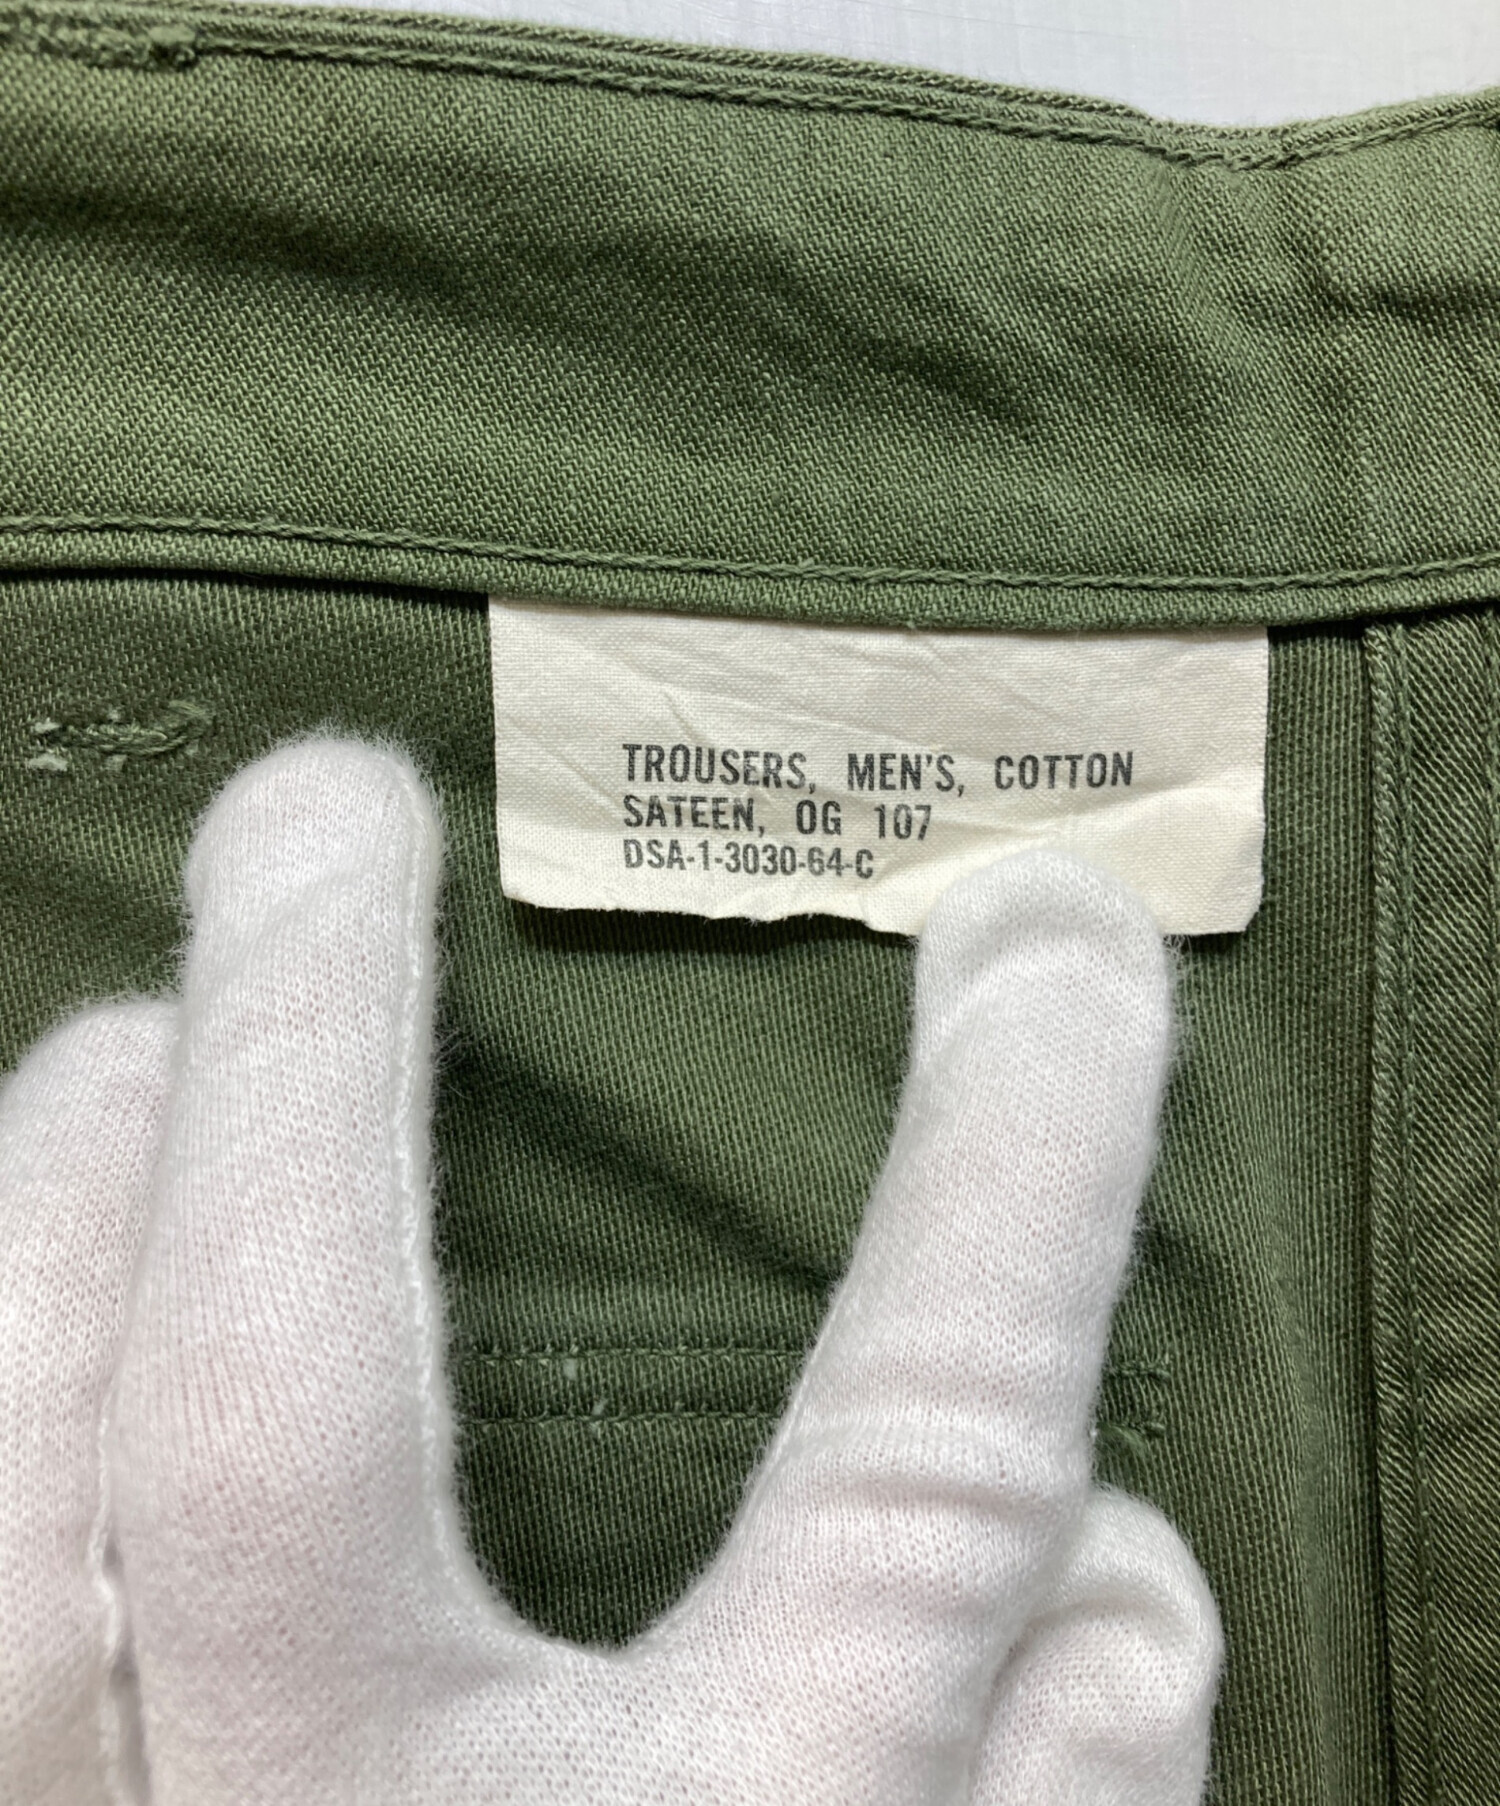 TROUSERS, MEN'S, COTTON
SATEEN, OG 107
DSA-1-3030-64-C